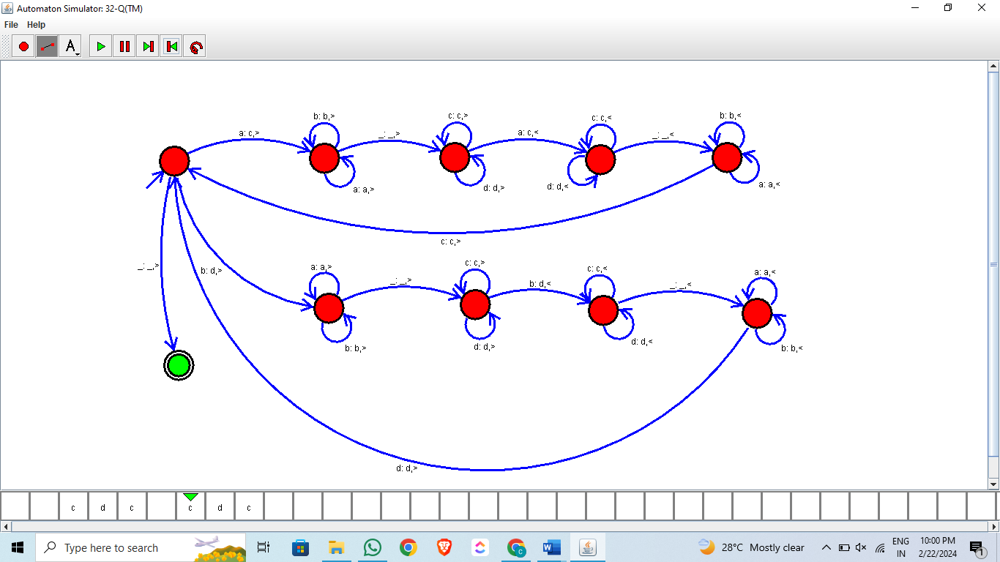 Automaton Simulator: 32-Q(TM)
File Help
A
b: b,> c: c,> c: c,< b: b,<
a: c,> _: _,> a: c,< _: _,<
a: a,> d: d,> d: d,< a: a,<
c: c,>
_: _,> b: d,> a: a,> c: c,> c: c,< a: a,<
_: _,> b: d,< _: _,<
b: b,> d: d,> d: d,< b: b,<
d: d,>
c d c c d c
Type here to search
28°C Mostly clear
ENG
IN
10:00 PM
2/22/2024
1